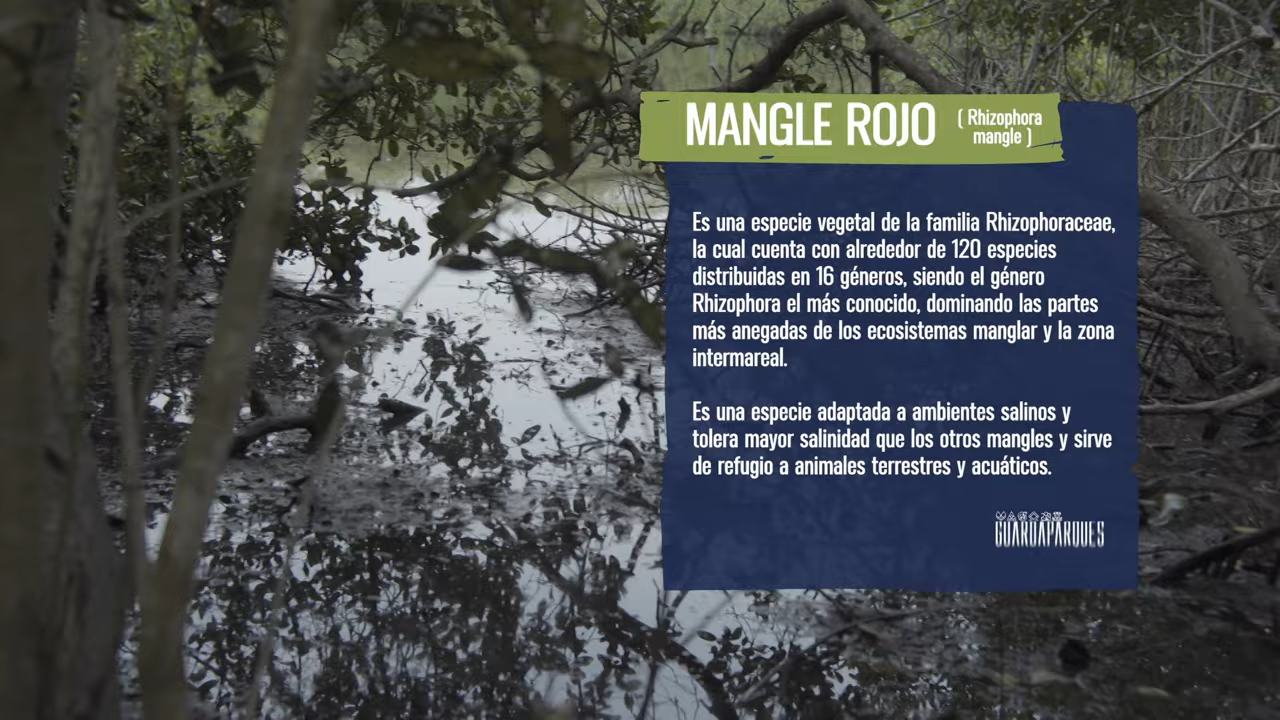 MANGLE ROJO
( Rhizophora
mangle )
Es una especie vegetal de la familia Rhizophoraceae,
la cual cuenta con alrededor de 120 especies
distribuidas en 16 géneros, siendo el género
Rhizophora el más conocido, dominando las partes
más anegadas de los ecosistemas manglar y la zona
intermareal.
Es una especie adaptada a ambientes salinos y
tolera mayor salinidad que los otros mangles y sirve
de refugio a animales terrestres y acuáticos.
GUARDAPARQUES